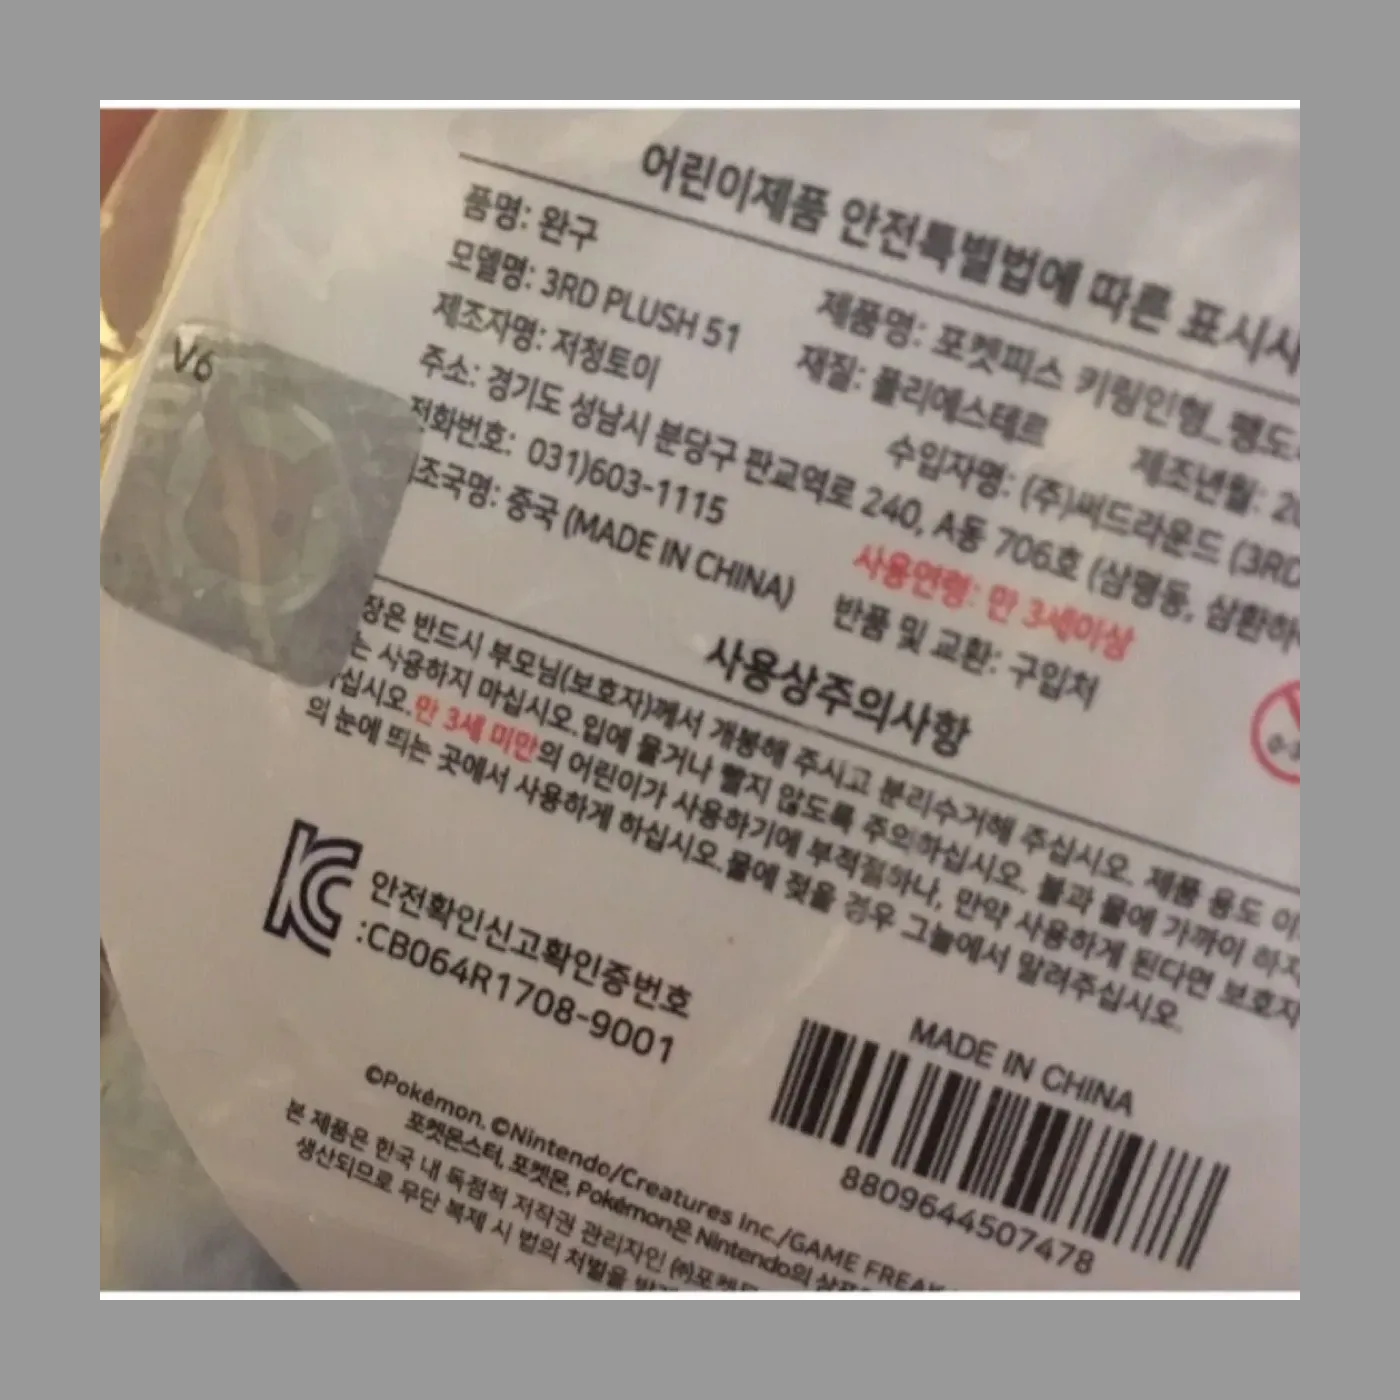 어린이제품 안전특별법에 따른 표시사
품명: 완구
제품명: 포켓피스 키링인형_팽도
모델명: 3RD PLUSH 51
재질: 폴리에스테르
제조년월: 20
제조자명: 저청토이
수입자명: (주)써드라운드 (3RD
주소: 경기도 성남시 분당구 판교역로 240, A동 706호 (삼평동, 삼환하
전화번호: 031)603-1115
사용연령: 만 3세이상
조국명: 중국 (MADE IN CHINA)
반품 및 교환: 구입처
사용상주의사항
장은 반드시 부모님(보호자)께서 개봉해 주시고 분리수거해 주십시오. 제품 용도 이
는 사용하지 마십시오.입에 물거나 빨지 않도록 주의하십시오. 불과 물에 가까이 하지
십시오.만 3세 미만의 어린이가 사용하기에 부적절하나, 만약 사용하게 된다면 보호자
의 눈에 띄는 곳에서 사용하게 하십시오.물에 젖을 경우 그늘에서 말려주십시오.
V6
KC
안전확인신고확인증번호
:CB064R1708-9001
MADE IN CHINA
8809644507478
©Pokémon. ©Nintendo/Creatures Inc./GAME FREAK
포켓몬스터, 포켓몬, Pokémon은 Nintendo의 상표
본 제품은 한국 내 독점적 저작권 관리자인 ㈜포켓몬
생산되므로 무단 복제 시 법의 처벌을 받